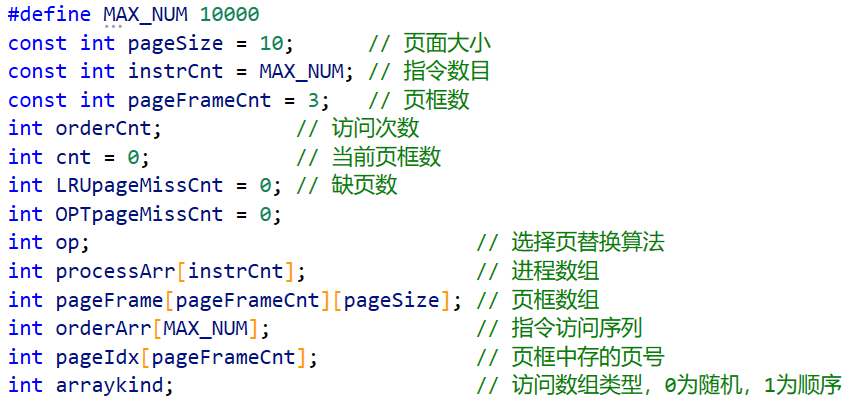 #define MAX_NUM 10000
const int pageSize = 10; // 页面大小
const int instrCnt = MAX_NUM; // 指令数目
const int pageFrameCnt = 3; // 页框数
int orderCnt; // 访问次数
int cnt = 0; // 当前页框数
int LRUpageMissCnt = 0; // 缺页数
int OPTpageMissCnt = 0;
int op; // 选择页替换算法
int processArr[instrCnt]; // 进程数组
int pageFrame[pageFrameCnt][pageSize]; // 页框数组
int orderArr[MAX_NUM]; // 指令访问序列
int pageIdx[pageFrameCnt]; // 页框中存的页号
int arraykind; // 访问数组类型，0为随机，1为顺序